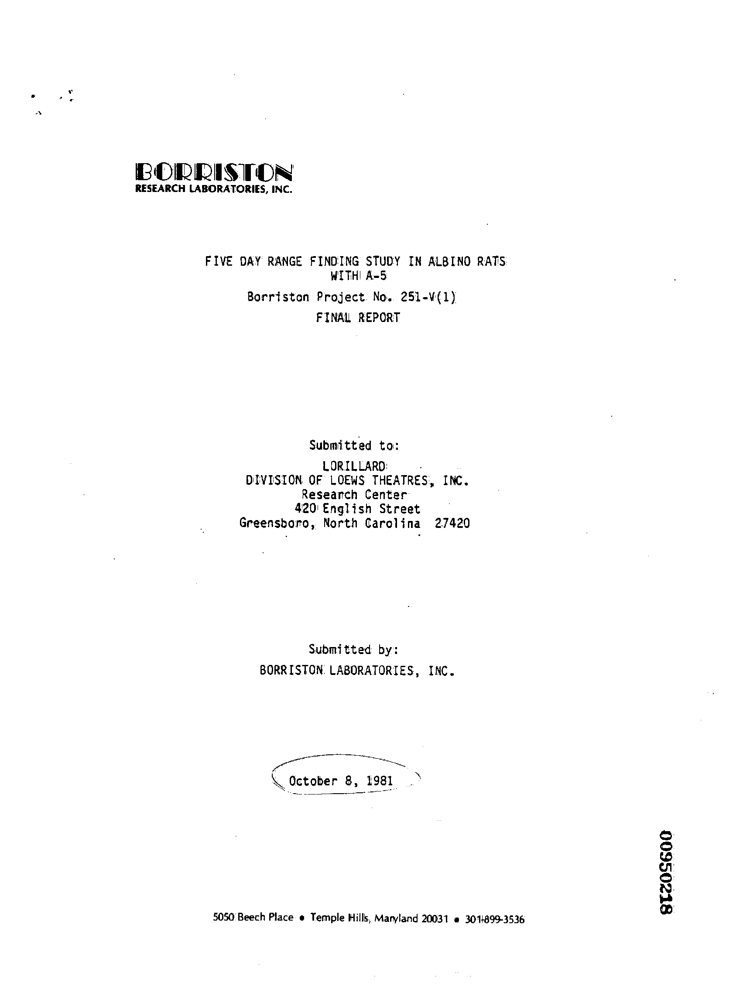 BORRISTON
RESEARCH LABORATORIES, INC.
FIVE DAY RANGE FINDING STUDY IN ALBINO RATS
WITH A-5
Borriston Project No. 251-V(1)
FINAL REPORT
Submitted to:
LORILLARD
DIVISION OF LOEWS THEATRES, INC.
Research Center
420 English Street
Greensboro, North Carolina 27420
Submitted by:
BORRISTON LABORATORIES, INC.
October 8, 1981
00950218
5050 Beech Place • Temple Hills, Maryland 20031 • 301-899-3536